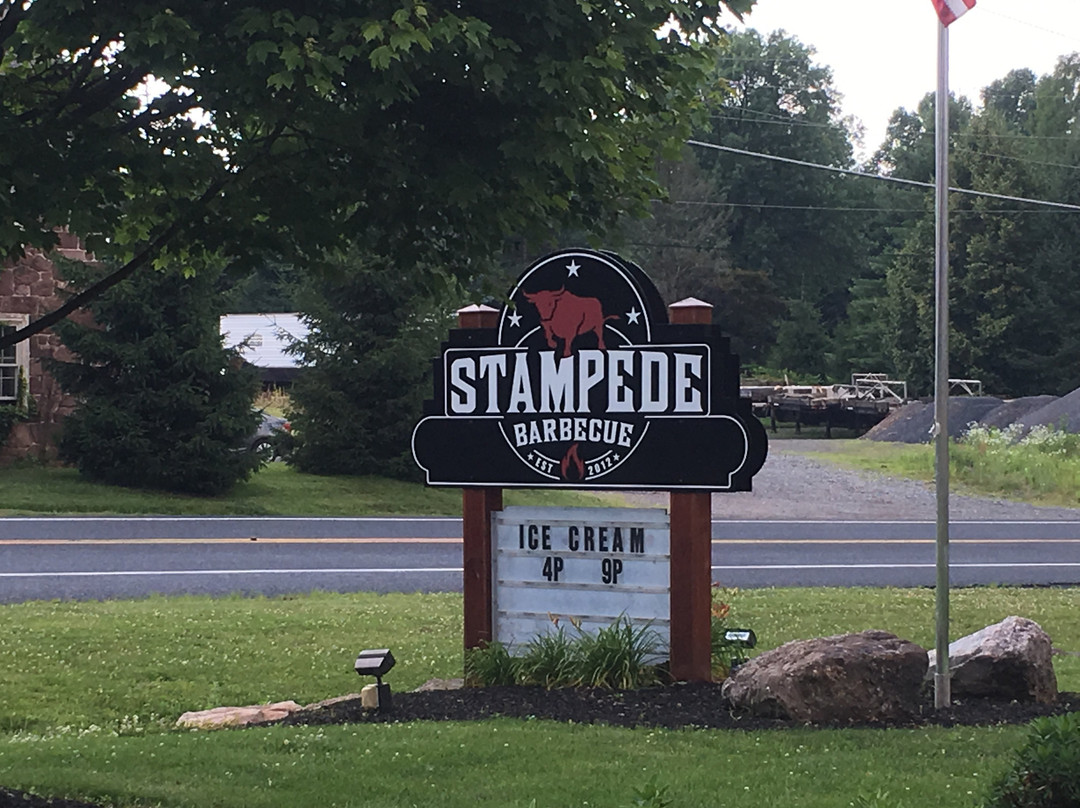 STAMPEDE
BARBECUE
EST 2012
ICE CREAM
4P 9P